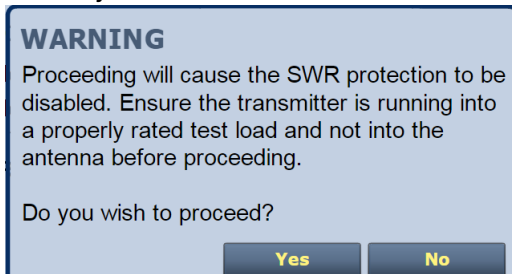 WARNING
Proceeding will cause the SWR protection to be
disabled. Ensure the transmitter is running into
a properly rated test load and not into the
antenna before proceeding.
Do you wish to proceed?
Yes No